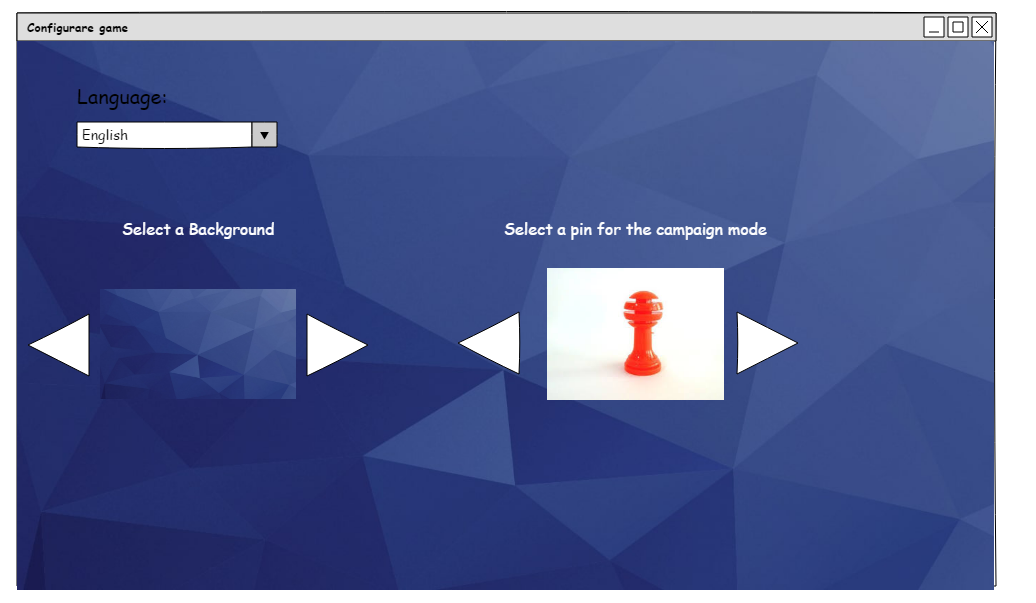 Configurare game
Language:
English
Select a Background
Select a pin for the campaign mode